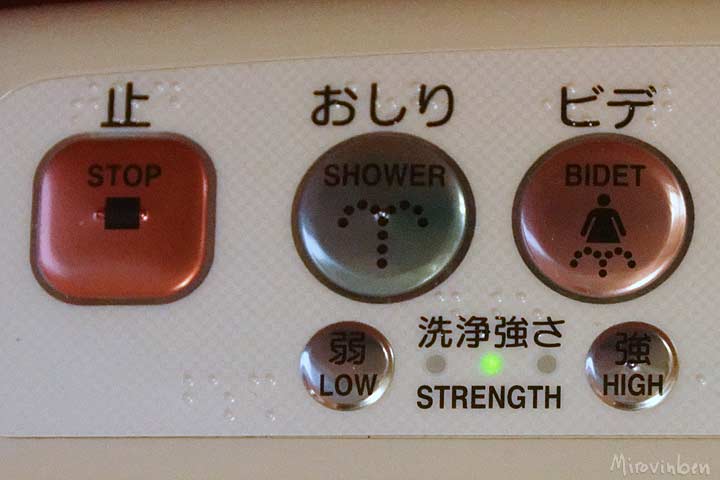 止
おしり
ビデ
STOP
SHOWER
BIDET
弱
LOW
洗浄強さ
STRENGTH
強
HIGH
Mirovinben